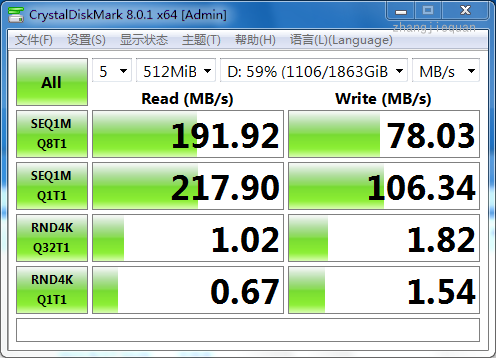 CrystalDiskMark 8.0.1 x64 [Admin]
zhangjiequan
文件(F) 设置(S) 显示状态 主题(T) 帮助(H) 语言(L)(Language)
All 5 512MiB D: 59% (1106/1863GiB MB/s
Read (MB/s) Write (MB/s)
SEQ1M
Q8T1 191.92 78.03
SEQ1M
Q1T1 217.90 106.34
RND4K
Q32T1 1.02 1.82
RND4K
Q1T1 0.67 1.54